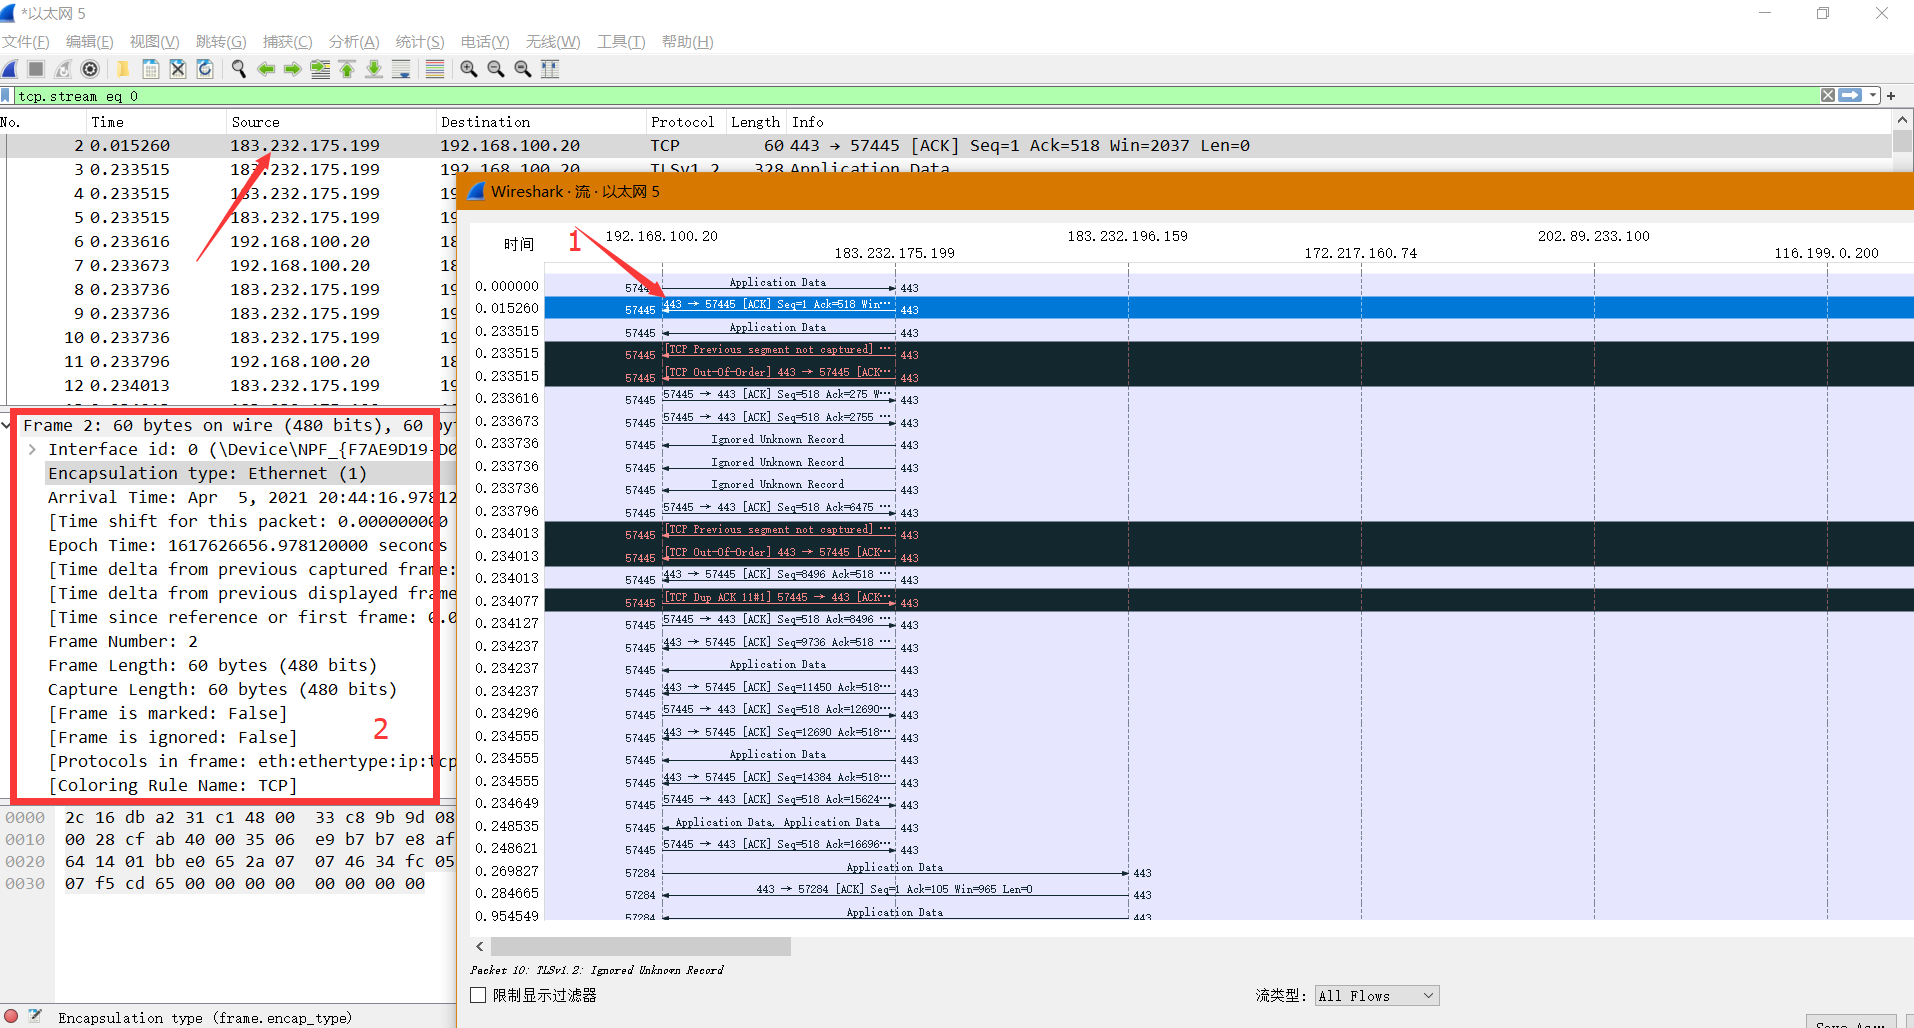 *以太网 5
文件(F) 编辑(E) 视图(V) 跳转(G) 捕获(C) 分析(A) 统计(S) 电话(Y) 无线(W) 工具(T) 帮助(H)
tcp.stream eq 0
No. Time Source Destination Protocol Length Info
2 0.015260 183.232.175.199 192.168.100.20 TCP 60 443 → 57445 [ACK] Seq=1 Ack=518 Win=2037 Len=0
3 0.233515 183.232.175.199 192.168.100.20 TLSv1.2 328 Application Data
4 0.233515 183.232.175.199
5 0.233515 183.232.175.199
6 0.233616 192.168.100.20 18
7 0.233673 192.168.100.20 18
8 0.233736 183.232.175.199
9 0.233736 183.232.175.199
10 0.233736 183.232.175.199
11 0.233796 192.168.100.20 18
12 0.234013 183.232.175.199
Frame 2: 60 bytes on wire (480 bits), 60 by
Interface id: 0 (\Device\NPF_{F7AE9D19-D0
Encapsulation type: Ethernet (1)
Arrival Time: Apr  5, 2021 20:44:16.97812
[Time shift for this packet: 0.000000000
Epoch Time: 1617626656.978120000 seconds
[Time delta from previous captured frame:
[Time delta from previous displayed frame
[Time since reference or first frame: 0.0
Frame Number: 2
Frame Length: 60 bytes (480 bits)
Capture Length: 60 bytes (480 bits)
[Frame is marked: False]
[Frame is ignored: False]
[Protocols in frame: eth:ethertype:ip:tcp
[Coloring Rule Name: TCP]
2
0000 2c 16 db a2 31 c1 48 00 33 c8 9b 9d 08
0010 00 28 cf ab 40 00 35 06 e9 b7 b7 e8 af
0020 64 14 01 bb e0 65 2a 07 07 46 34 fc 05
0030 07 f5 cd 65 00 00 00 00 00 00 00 00
Encapsulation type (frame.encap_type)
Wireshark · 流 · 以太网 5
时间 1 192.168.100.20 183.232.175.199 183.232.196.159 172.217.160.74 202.89.233.100 116.199.0.200
0.000000 57445 Application Data 443
0.015260 57445 443 → 57445 [ACK] Seq=1 Ack=518 Win… 443
0.233515 57445 Application Data 443
0.233515 57445 [TCP Previous segment not captured] … 443
0.233515 57445 [TCP Out-Of-Order] 443 → 57445 [ACK… 443
0.233616 57445 57445 → 443 [ACK] Seq=518 Ack=275 W… 443
0.233673 57445 57445 → 443 [ACK] Seq=518 Ack=2755 … 443
0.233736 57445 Ignored Unknown Record 443
0.233736 57445 Ignored Unknown Record 443
0.233736 57445 Ignored Unknown Record 443
0.233796 57445 57445 → 443 [ACK] Seq=518 Ack=6475 … 443
0.234013 57445 [TCP Previous segment not captured] … 443
0.234013 57445 [TCP Out-Of-Order] 443 → 57445 [ACK… 443
0.234013 57445 443 → 57445 [ACK] Seq=8496 Ack=518 … 443
0.234077 57445 [TCP Dup ACK 11#1] 57445 → 443 [ACK… 443
0.234127 57445 57445 → 443 [ACK] Seq=518 Ack=8496 … 443
0.234237 57445 443 → 57445 [ACK] Seq=9736 Ack=518 … 443
0.234237 57445 Application Data 443
0.234237 57445 443 → 57445 [ACK] Seq=11450 Ack=518… 443
0.234296 57445 57445 → 443 [ACK] Seq=518 Ack=12690… 443
0.234555 57445 443 → 57445 [ACK] Seq=12690 Ack=518… 443
0.234555 57445 Application Data 443
0.234555 57445 443 → 57445 [ACK] Seq=14384 Ack=518… 443
0.234649 57445 57445 → 443 [ACK] Seq=518 Ack=15624… 443
0.248535 57445 Application Data, Application Data 443
0.248621 57445 57445 → 443 [ACK] Seq=518 Ack=16696… 443
0.269827 57284 Application Data 443
0.284665 57284 443 → 57284 [ACK] Seq=1 Ack=105 Win=965 Len=0 443
0.954549 57284 Application Data 443
Packet 10: TLSv1.2: Ignored Unknown Record
限制显示过滤器 流类型: All Flows
Save As…